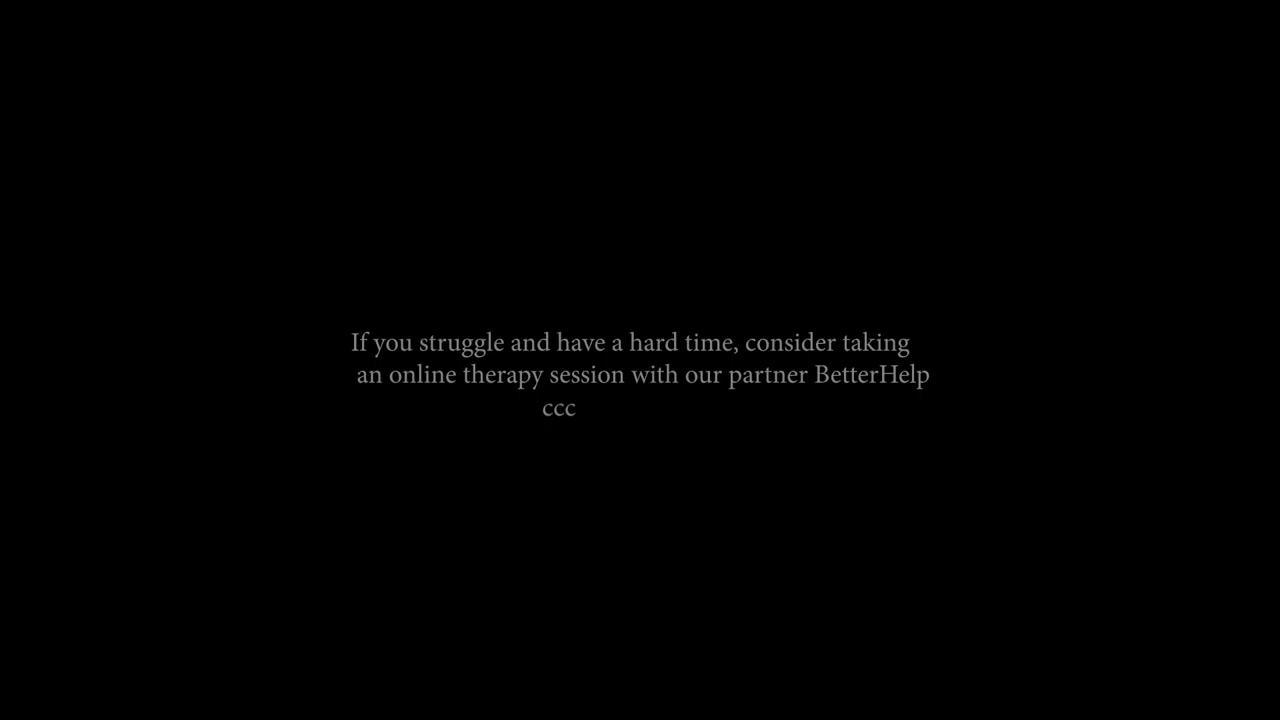 If you struggle and have a hard time, consider taking
an online therapy session with our partner BetterHelp
ccc